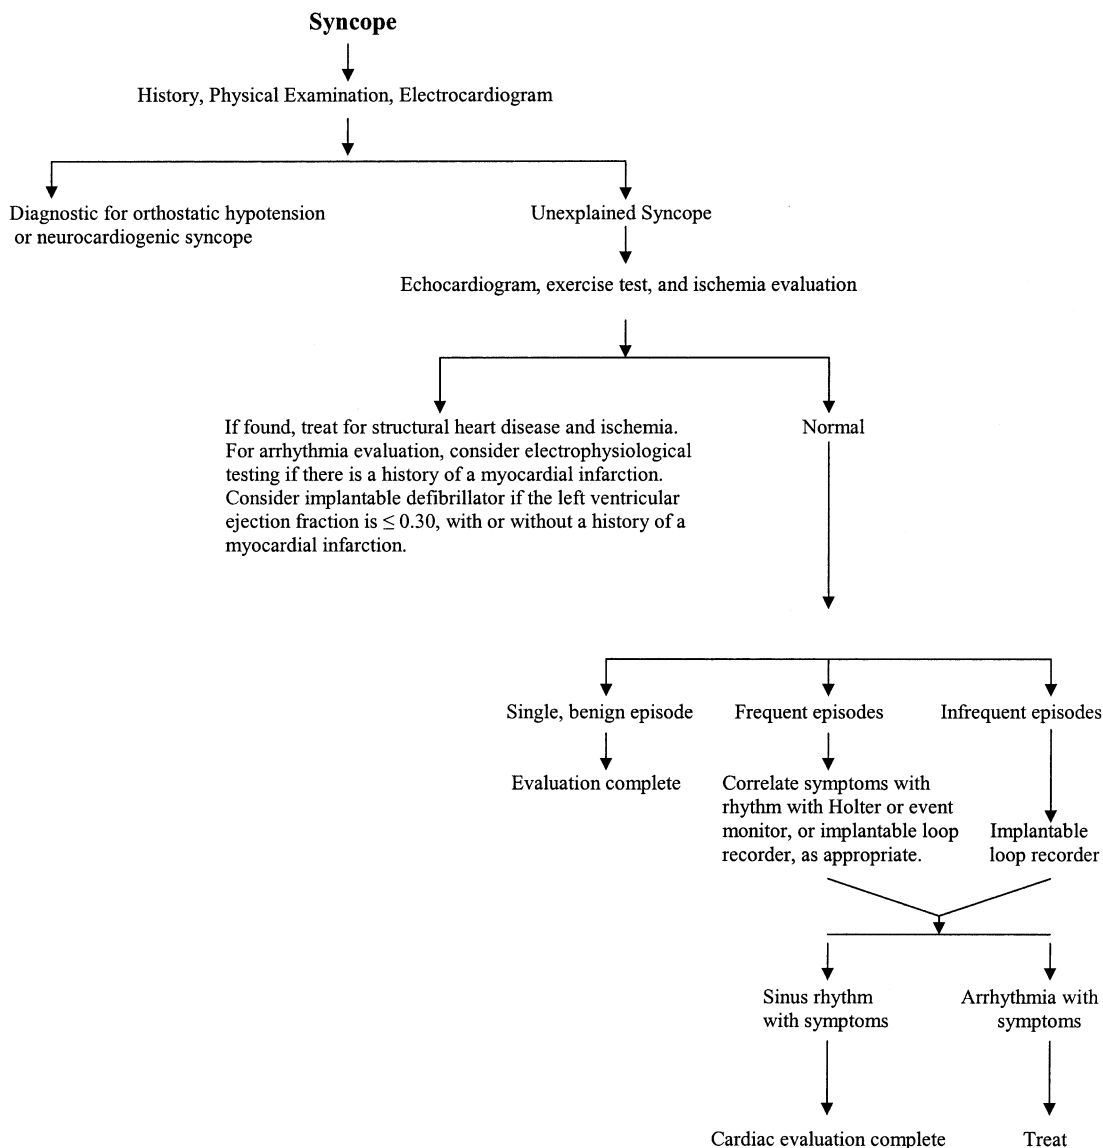 Syncope
History, Physical Examination, Electrocardiogram
Diagnostic for orthostatic hypotension
or neurocardiogenic syncope
Unexplained Syncope
Echocardiogram, exercise test, and ischemia evaluation
If found, treat for structural heart disease and ischemia.
For arrhythmia evaluation, consider electrophysiological
testing if there is a history of a myocardial infarction.
Consider implantable defibrillator if the left ventricular
ejection fraction is ≤ 0.30, with or without a history of a
myocardial infarction.
Normal
Single, benign episode
Frequent episodes
Infrequent episodes
Evaluation complete
Correlate symptoms with
rhythm with Holter or event
monitor, or implantable loop
recorder, as appropriate.
Implantable
loop recorder
Sinus rhythm
with symptoms
Arrhythmia with
symptoms
Cardiac evaluation complete
Treat